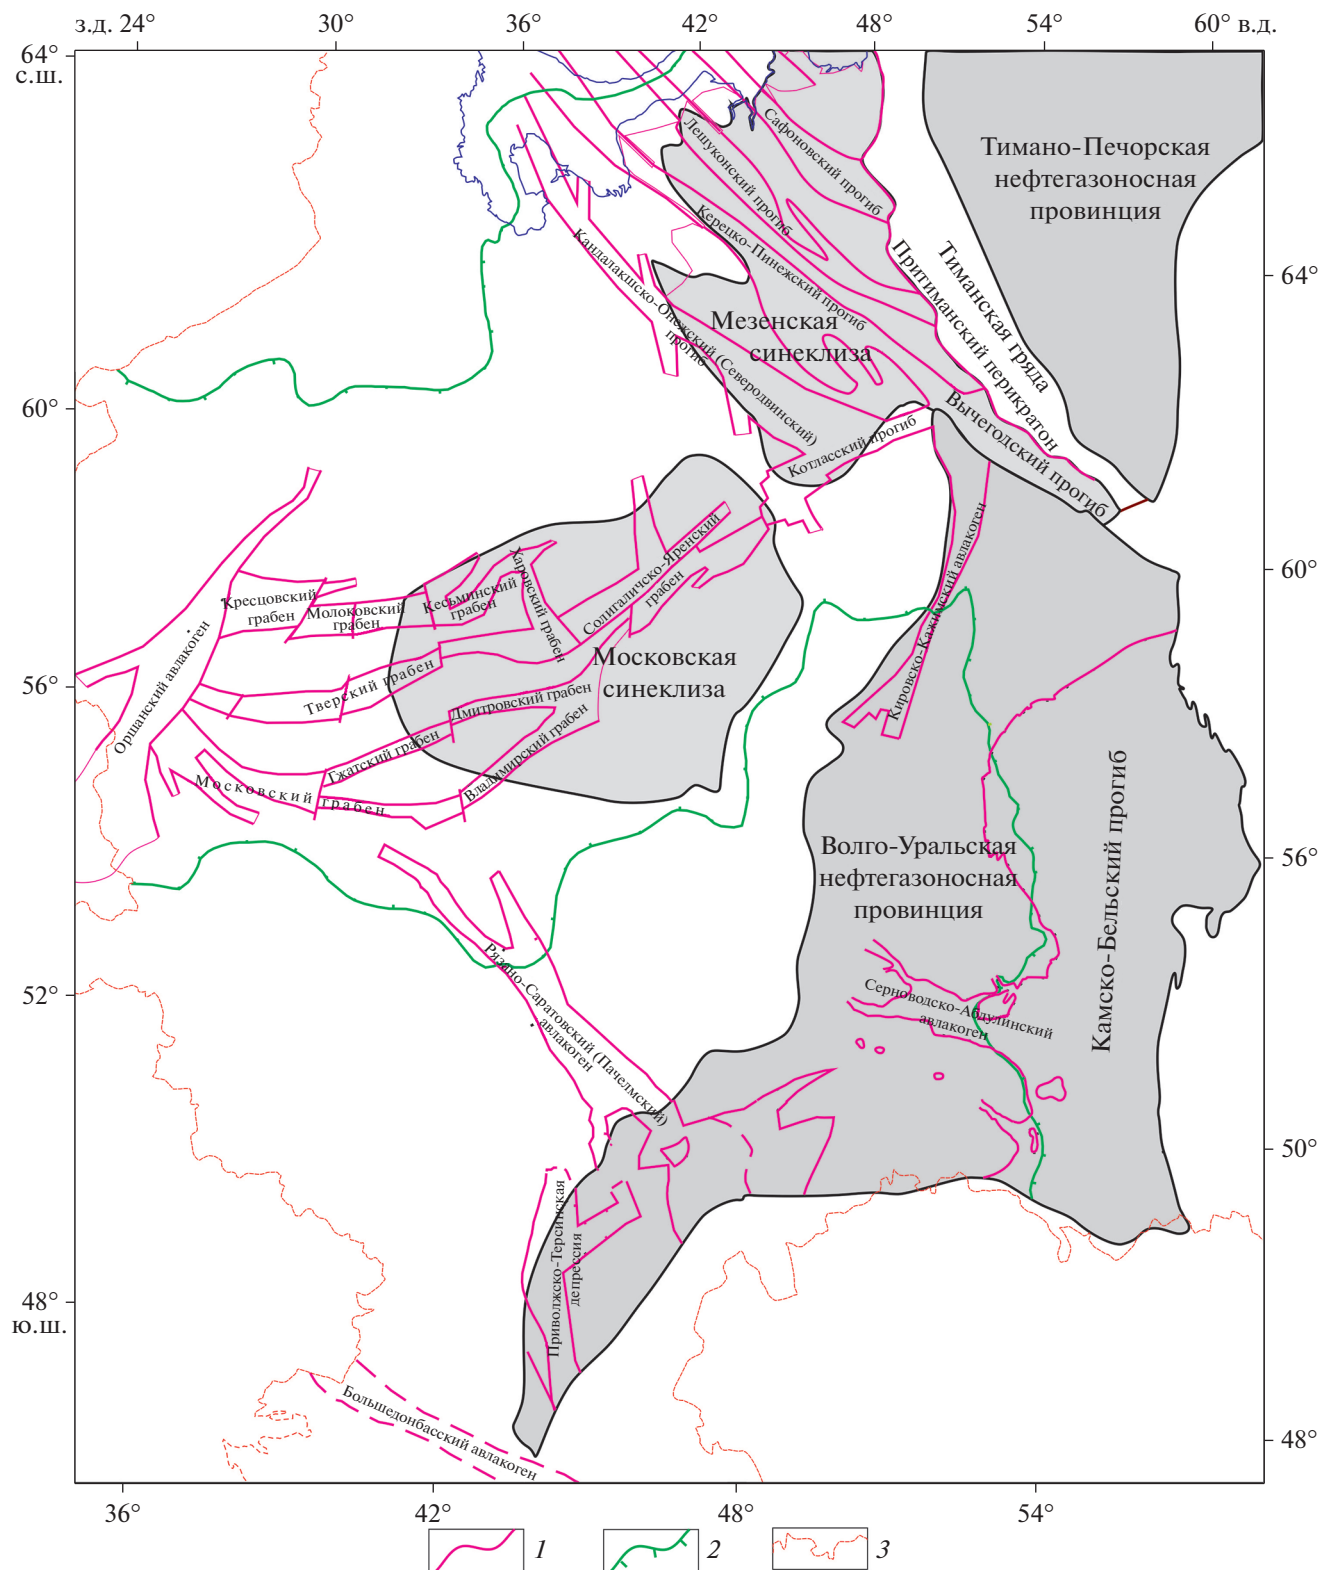 з.д. 24° 30° 36° 42° 48° 54° 60° в.д.
64°
с.ш.
60°
56°
52°
48°
ю.ш.
64°
60°
56°
50°
48°
Тимано-Печорская
нефтегазоносная
провинция
Сафоновский прогиб
Лешуконский прогиб
Керецко-Пинежский прогиб
Кандалакшско-Онежский (Северодвинский)
прогиб
Мезенская
синеклиза
Тиманская гряда
Притиманский перикратон
Вычегодский прогиб
Котласский прогиб
Оршанский авлакоген
Кресцовский
грабен
Молоковский
грабен
Кесьминский
грабен
Харовский грабен
Солигаличско-Яренский
грабен
Тверский грабен
Московская
синеклиза
Дмитровский грабен
Гжатский грабен
Владимирский грабен
Московский грабен
Кировско-Кажимский авлакоген
Волго-Уральская
нефтегазоносная
провинция
Камско-Бельский прогиб
Рязано-Саратовский (Пачелмский)
авлакоген
Серноводско-Абдулинский
авлакоген
Приволжско-Терсинская
депрессия
Большедонбасский авлакоген
36° 42° 48° 54°
1 2 3